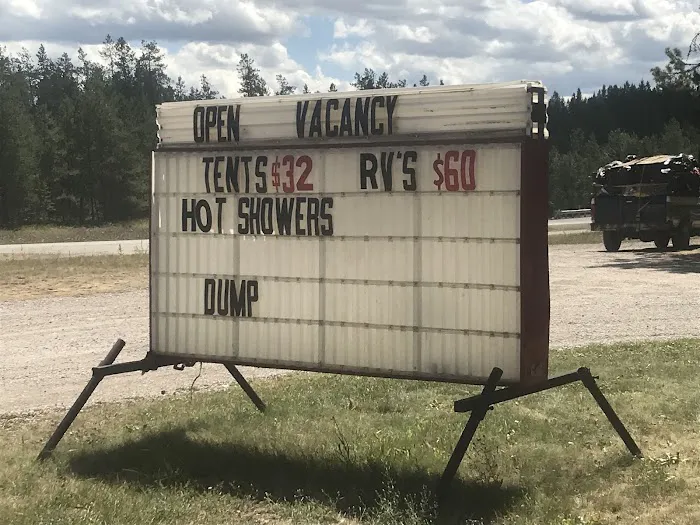 OPEN VACANCY
TENTS $32 RV'S $60
HOT SHOWERS
DUMP